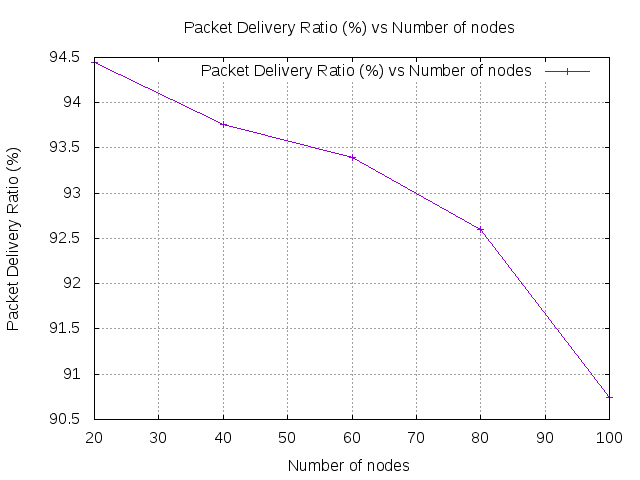 Packet Delivery Ratio (%) vs Number of nodes
Packet Delivery Ratio (%) vs Number of nodes
94.5
94
93.5
93
92.5
92
91.5
91
90.5
Packet Delivery Ratio (%)
20 30 40 50 60 70 80 90 100
Number of nodes